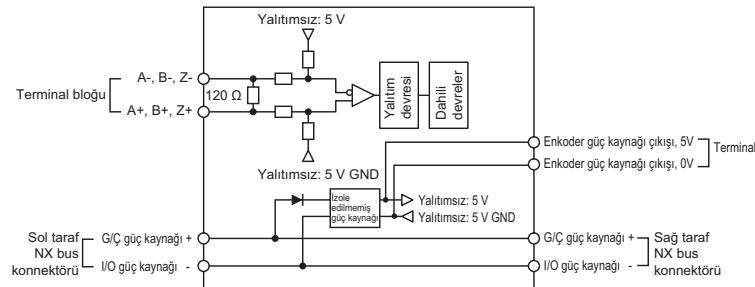 Yalıtımsız: 5 V
A-, B-, Z-
Terminal bloğu
120 Ω
A+, B+, Z+
Yalıtım
devresi
Dahili
devreler
Enkoder güç kaynağı çıkışı, 5V
Terminal
Enkoder güç kaynağı çıkışı, 0V
Yalıtımsız: 5 V GND
İzole
edilmemiş
güç kaynağı
Yalıtımsız: 5 V
Yalıtımsız: 5 V GND
Sol taraf
NX bus
konnektörü
G/Ç güç kaynağı +
I/O güç kaynağı -
G/Ç güç kaynağı +
I/O güç kaynağı -
Sağ taraf
NX bus
konnektörü